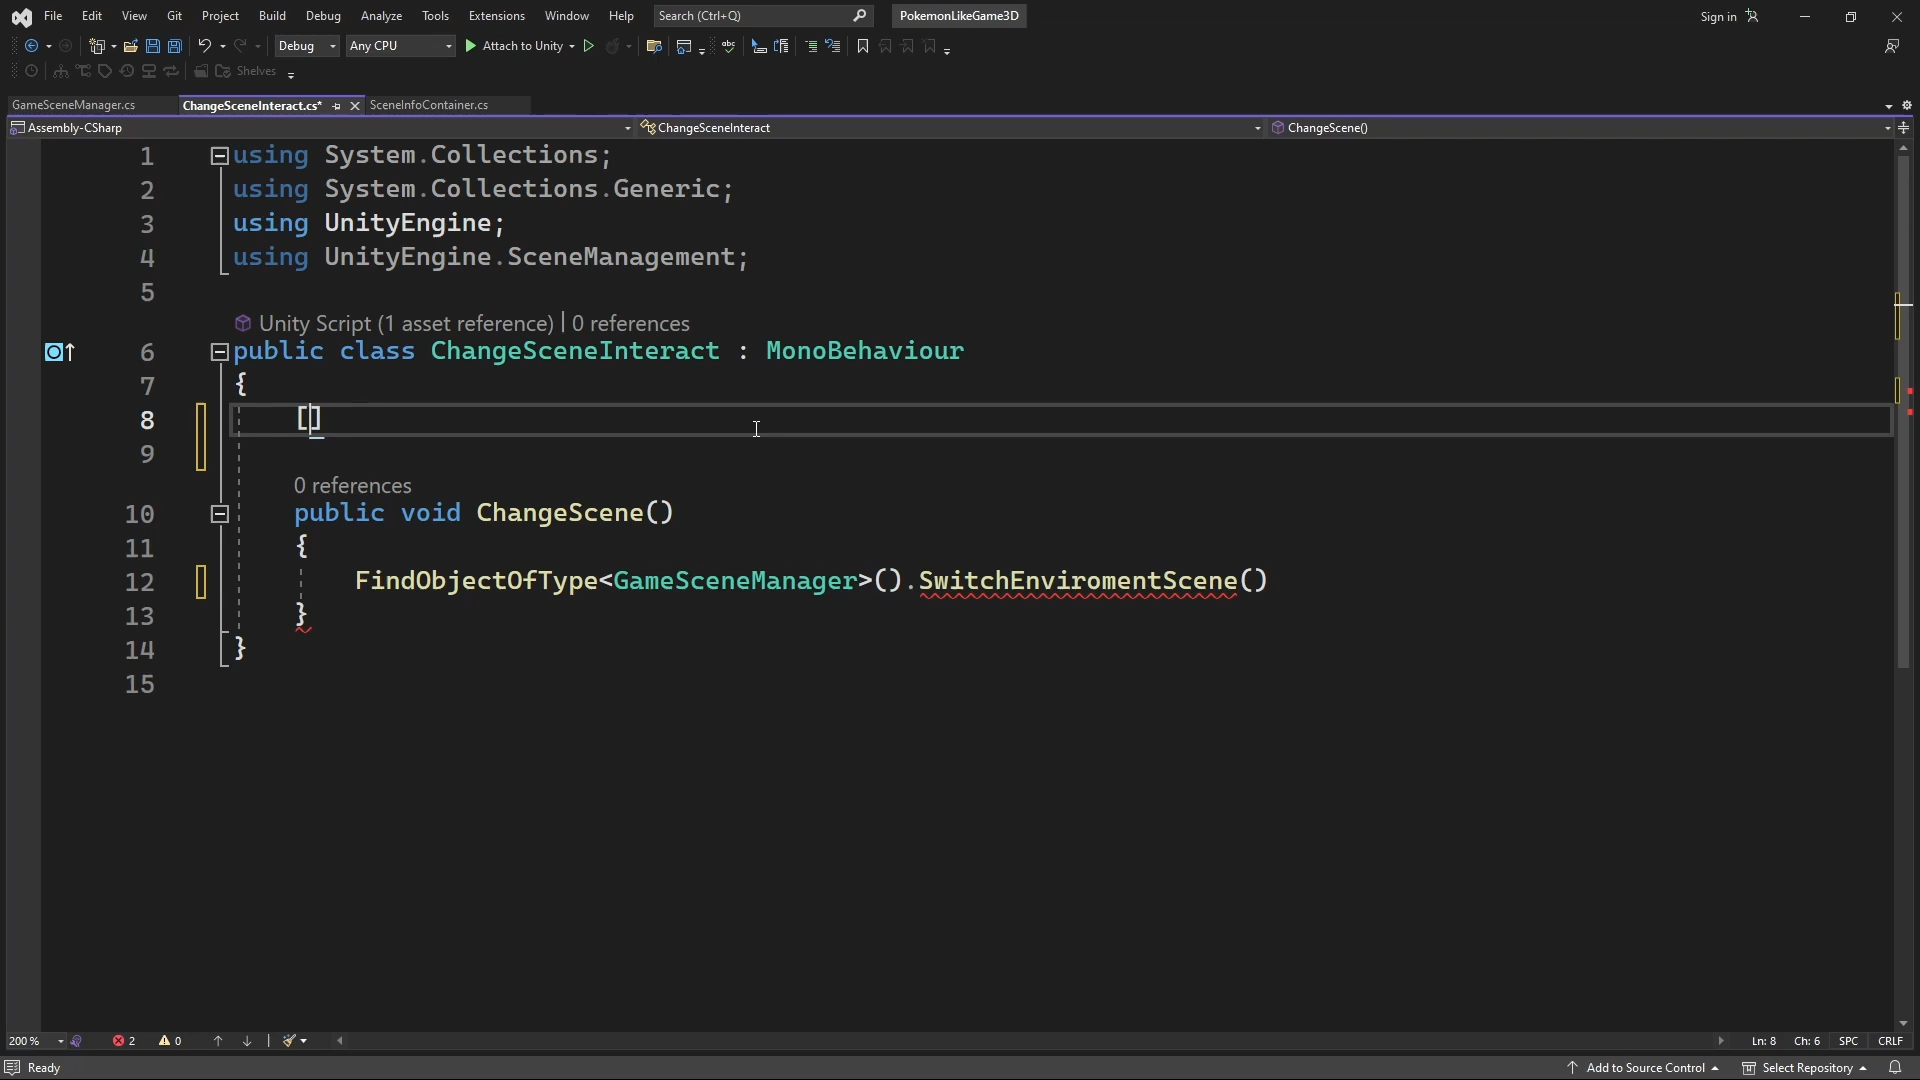 File Edit View Git Project Build Debug Analyze Tools Extensions Window Help Search (Ctrl+Q) PokemonLikeGame3D Sign in
Debug Any CPU Attach to Unity
Shelves
GameSceneManager.cs ChangeSceneInteract.cs* SceneInfoContainer.cs
Assembly-CSharp ChangeSceneInteract ChangeScene()
1 using System.Collections;
2 using System.Collections.Generic;
3 using UnityEngine;
4 using UnityEngine.SceneManagement;
5
Unity Script (1 asset reference) | 0 references
6 public class ChangeSceneInteract : MonoBehaviour
7 {
8 []
9
0 references
10 public void ChangeScene()
11 {
12 FindObjectOfType<GameSceneManager>().SwitchEnviromentScene()
13 }
14 }
15
200 % 2 0 Ln: 8 Ch: 6 SPC CRLF
Ready Add to Source Control Select Repository